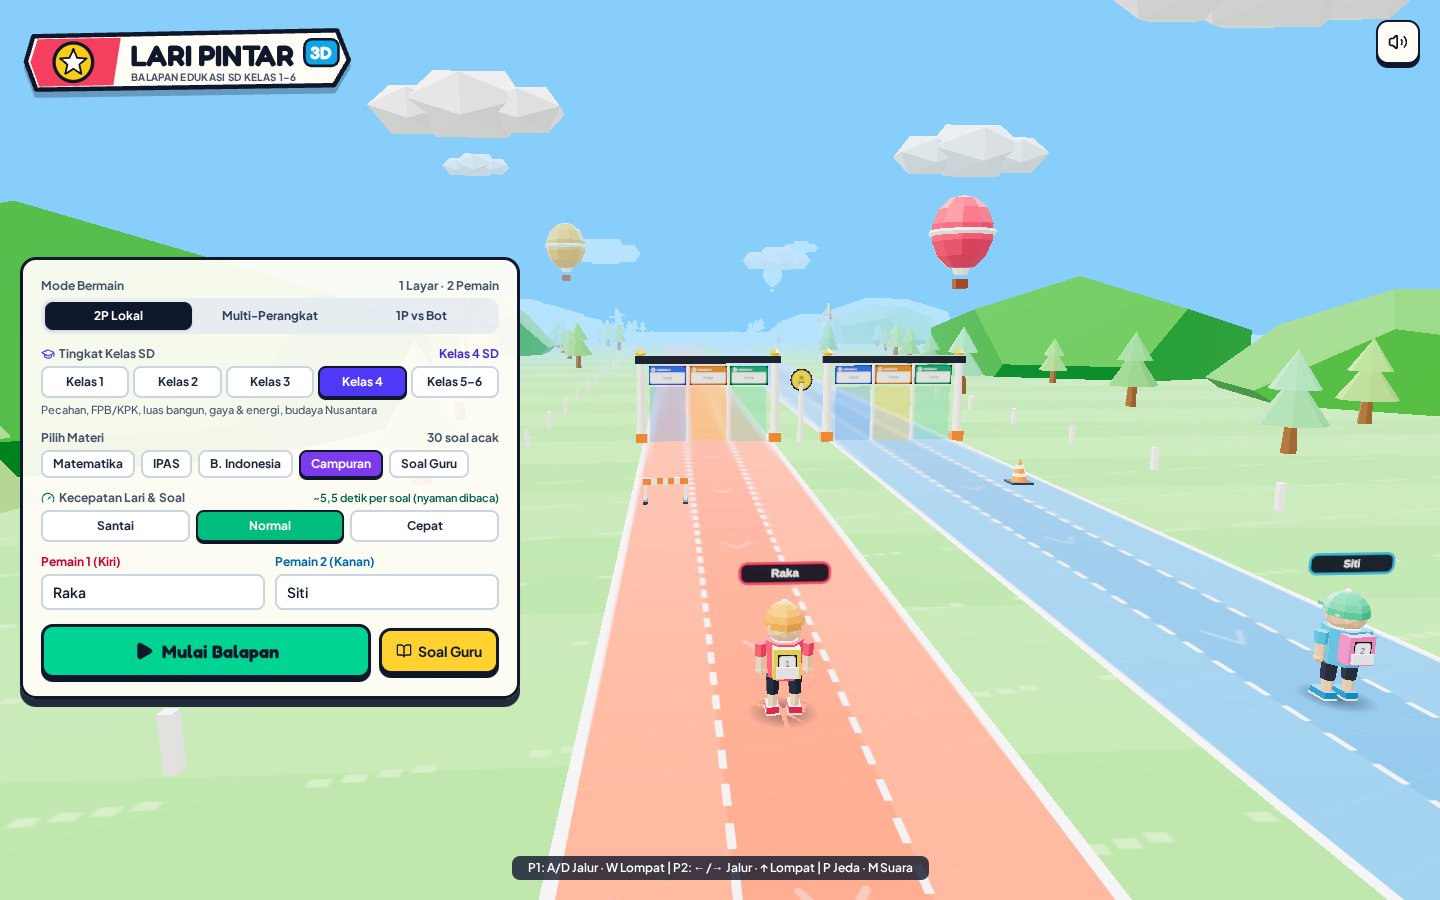 LARI PINTAR 3D
BALAPAN EDUKASI SD KELAS 1–6
Mode Bermain 1 Layar · 2 Pemain
2P Lokal Multi-Perangkat 1P vs Bot
Tingkat Kelas SD Kelas 4 SD
Kelas 1 Kelas 2 Kelas 3 Kelas 4 Kelas 5–6
Pecahan, FPB/KPK, luas bangun, gaya & energi, budaya Nusantara
Pilih Materi 30 soal acak
Matematika IPAS B. Indonesia Campuran Soal Guru
Kecepatan Lari & Soal ~5,5 detik per soal (nyaman dibaca)
Santai Normal Cepat
Pemain 1 (Kiri) Pemain 2 (Kanan)
Raka Siti
Mulai Balapan Soal Guru
Raka
Siti
1
2
P1: A/D Jalur · W Lompat | P2: ←/→ Jalur · ↑ Lompat | P Jeda · M Suara